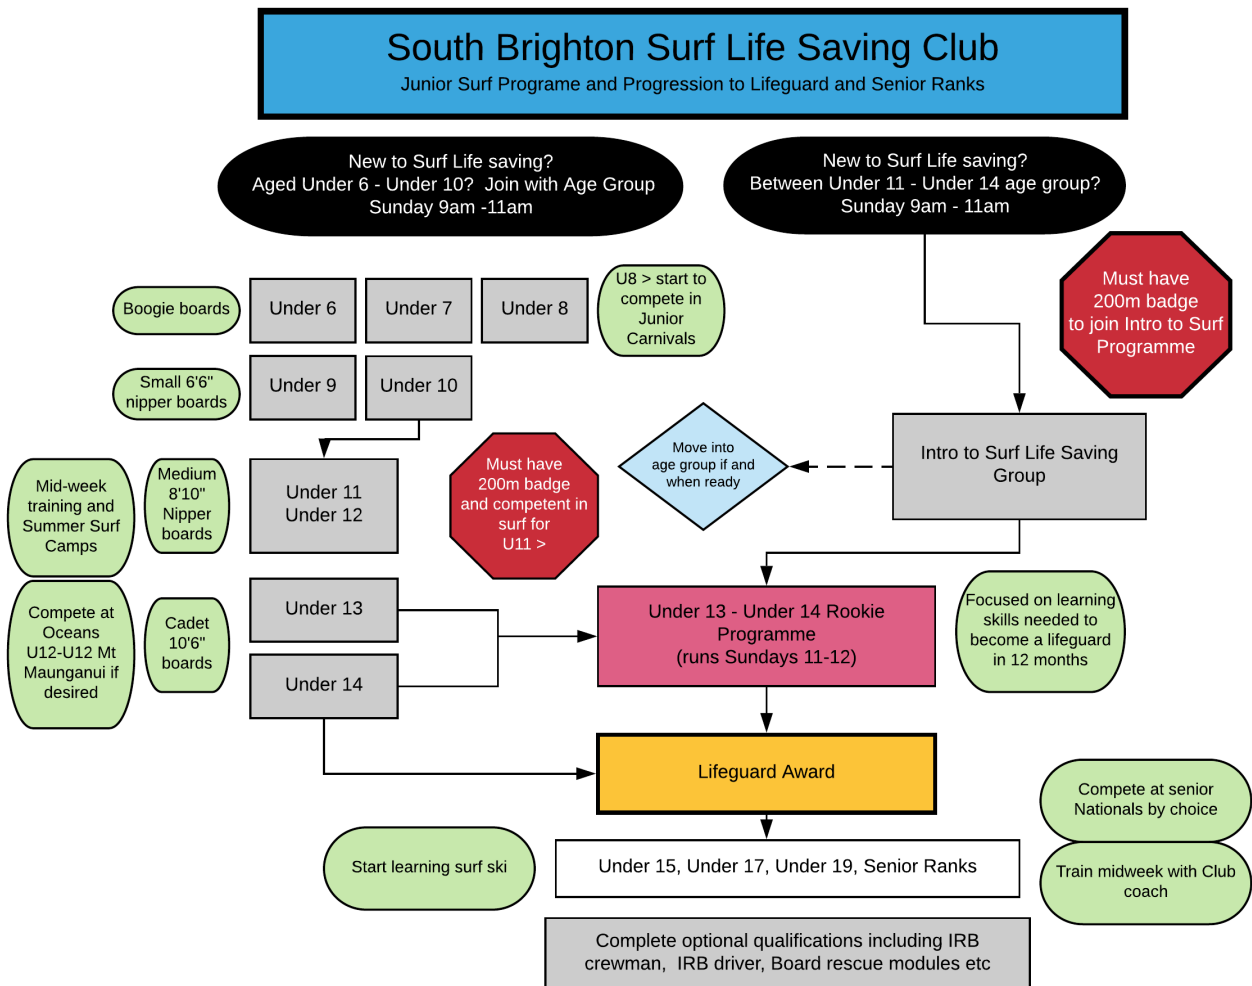 South Brighton Surf Life Saving Club
Junior Surf Programe and Progression to Lifeguard and Senior Ranks
New to Surf Life saving?
Aged Under 6 - Under 10?  Join with Age Group
Sunday 9am -11am
New to Surf Life saving?
Between Under 11 - Under 14 age group?
Sunday 9am - 11am
Must have
200m badge
to join Intro to Surf
Programme
Boogie boards
Under 6
Under 7
Under 8
U8 > start to
compete in
Junior
Carnivals
Small 6'6"
nipper boards
Under 9
Under 10
Move into
age group if and
when ready
Intro to Surf Life Saving
Group
Mid-week
training and
Summer Surf
Camps
Medium
8'10"
Nipper
boards
Under 11
Under 12
Must have
200m badge
and competent in
surf for
U11 >
Compete at
Oceans
U12-U12 Mt
Maunganui if
desired
Cadet
10'6"
boards
Under 13
Under 14
Under 13 - Under 14 Rookie
Programme
(runs Sundays 11-12)
Focused on learning
skills needed to
become a lifeguard
in 12 months
Lifeguard Award
Compete at senior
Nationals by choice
Start learning surf ski
Under 15, Under 17, Under 19, Senior Ranks
Train midweek with Club
coach
Complete optional qualifications including IRB
crewman,  IRB driver, Board rescue modules etc